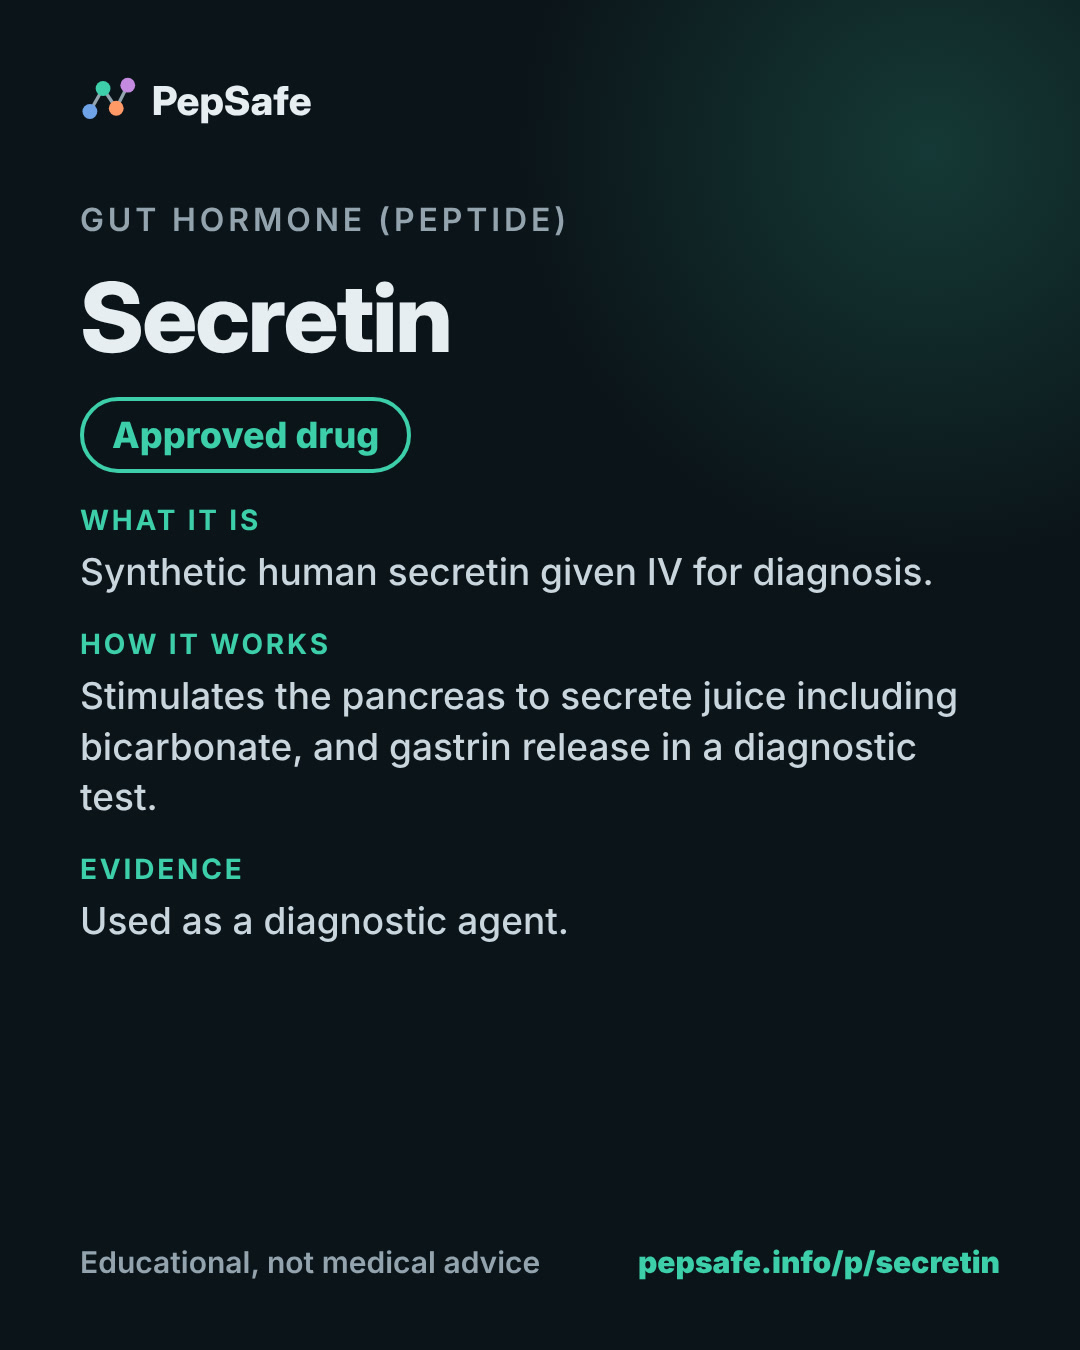 PepSafe
GUT HORMONE (PEPTIDE)
Secretin
Approved drug
WHAT IT IS
Synthetic human secretin given IV for diagnosis.
HOW IT WORKS
Stimulates the pancreas to secrete juice including
bicarbonate, and gastrin release in a diagnostic
test.
EVIDENCE
Used as a diagnostic agent.
Educational, not medical advice
pepsafe.info/p/secretin